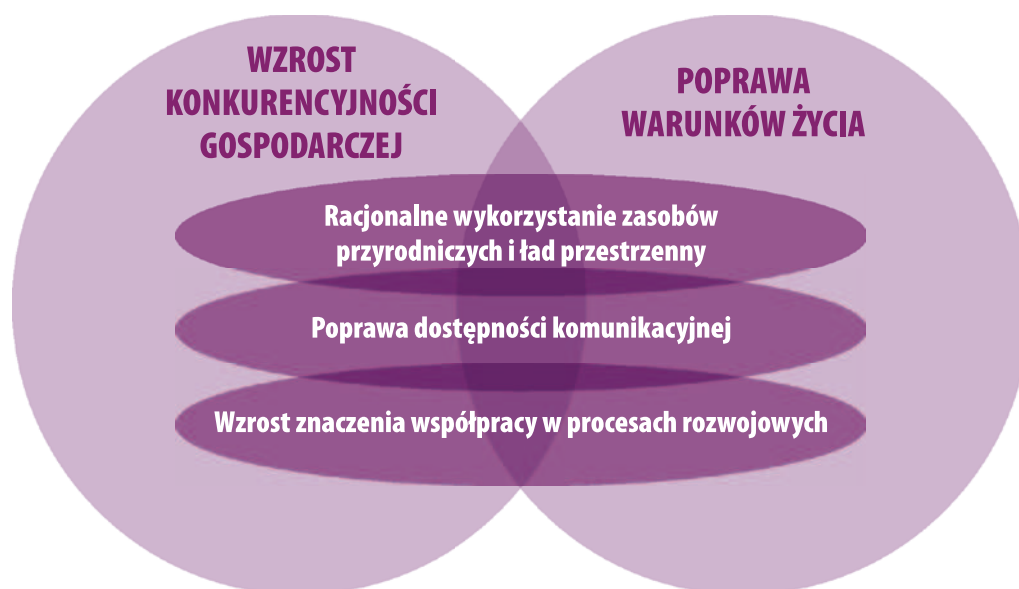 WZROST
KONKURENCYJNOŚCI
GOSPODARCZEJ
POPRAWA
WARUNKÓW ŻYCIA
Racjonalne wykorzystanie zasobów
przyrodniczych i ład przestrzenny
Poprawa dostępności komunikacyjnej
Wzrost znaczenia współpracy w procesach rozwojowych